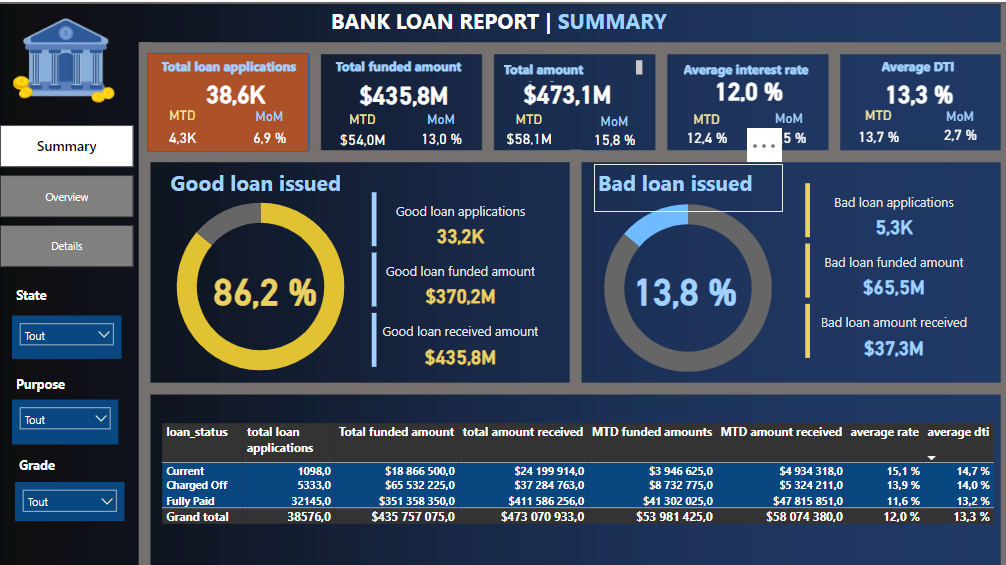 BANK LOAN REPORT | SUMMARY
Summary
Overview
Details
State
Tout
Purpose
Tout
Grade
Tout
Total loan applications
38,6K
MTD MoM
4,3K 6,9 %
Total funded amount
$435,8M
MTD MoM
$54,0M 13,0 %
Total amount
$473,1M
MTD MoM
$58,1M 15,8 %
Average interest rate
12.0 %
MTD MoM
12,4 % 5 %
Average DTI
13,3 %
MTD MoM
13,7 % 2,7 %
Good loan issued
86,2 %
Good loan applications
33,2K
Good loan funded amount
$370,2M
Good loan received amount
$435,8M
Bad loan issued
13,8 %
Bad loan applications
5,3K
Bad loan funded amount
$65,5M
Bad loan amount received
$37,3M
loan_status total loan applications Total funded amount total amount received MTD funded amounts MTD amount received average rate average dti
Current 1098,0 $18 866 500,0 $24 199 914,0 $3 946 625,0 $4 934 318,0 15,1 % 14,7 %
Charged Off 5333,0 $65 532 225,0 $37 284 763,0 $8 732 775,0 $5 324 211,0 13,9 % 14,0 %
Fully Paid 32145,0 $351 358 350,0 $411 586 256,0 $41 302 025,0 $47 815 851,0 11,6 % 13,2 %
Grand total 38576,0 $435 757 075,0 $473 070 933,0 $53 981 425,0 $58 074 380,0 12,0 % 13,3 %